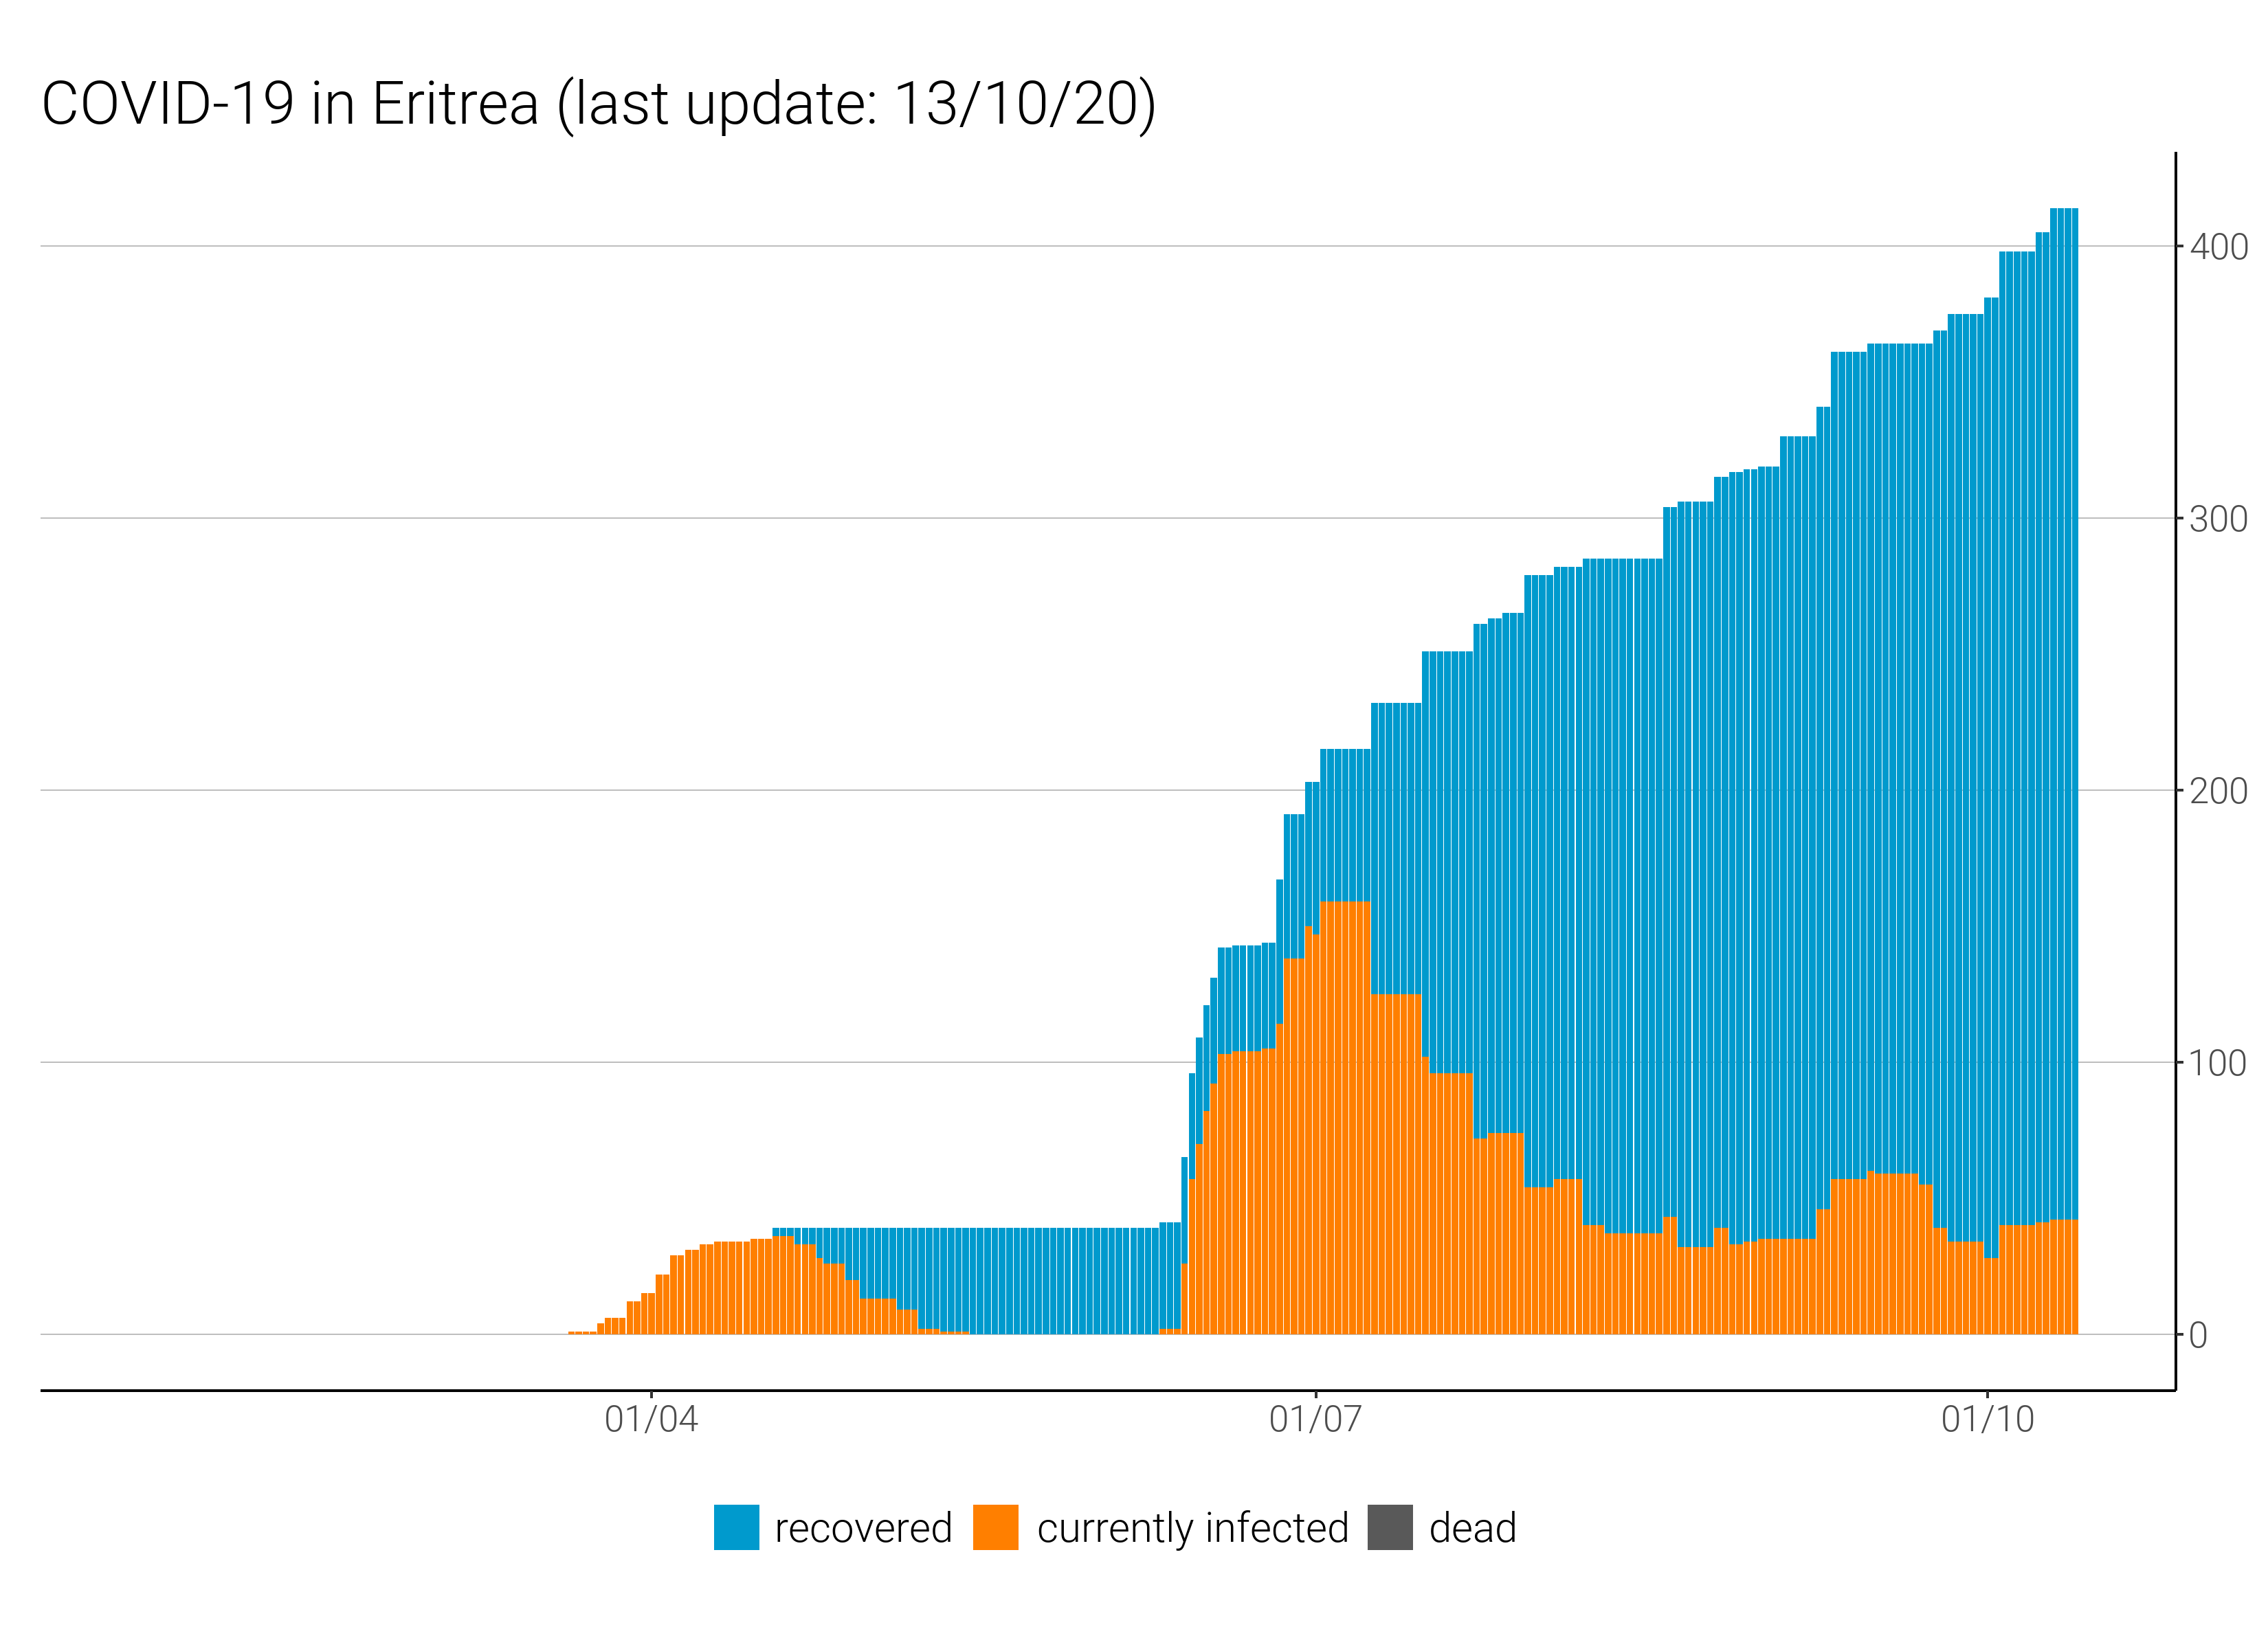 COVID-19 in Eritrea (last update: 13/10/20)
400
300
200
100
0
01/04 01/07 01/10
recovered currently infected dead